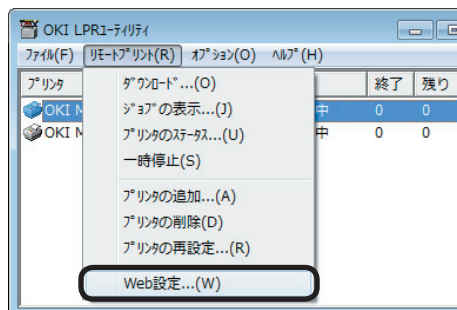 OKI LPRﾕｰﾃｨﾘﾃｨ
ﾌｧｲﾙ(F) ﾘﾓｰﾄﾌﾟﾘﾝﾄ(R) ｵﾌﾟｼｮﾝ(O) ﾍﾙﾌﾟ(H)
ﾌﾟﾘﾝﾀ 終了 残り
OKI M 中 0 0
OKI M 中 0 0
ﾀﾞｳﾝﾛｰﾄﾞ...(O)
ｼﾞｮﾌﾞの表示...(J)
ﾌﾟﾘﾝﾀのｽﾃｰﾀｽ...(U)
一時停止(S)
ﾌﾟﾘﾝﾀの追加...(A)
ﾌﾟﾘﾝﾀの削除(D)
ﾌﾟﾘﾝﾀの再設定...(R)
Web設定...(W)